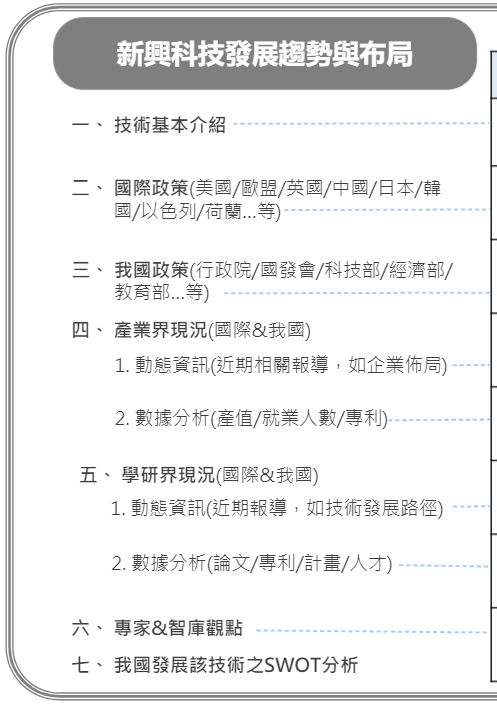 新興科技發展趨勢與布局
一、 技術基本介紹
二、 國際政策(美國/歐盟/英國/中國/日本/韓
國/以色列/荷蘭...等)
三、 我國政策(行政院/國發會/科技部/經濟部/
教育部...等)
四、 產業界現況(國際&我國)
1. 動態資訊(近期相關報導，如企業佈局)
2. 數據分析(產值/就業人數/專利)
五、 學研界現況(國際&我國)
1. 動態資訊(近期報導，如技術發展路徑)
2. 數據分析(論文/專利/計畫/人才)
六、 專家&智庫觀點
七、 我國發展該技術之SWOT分析